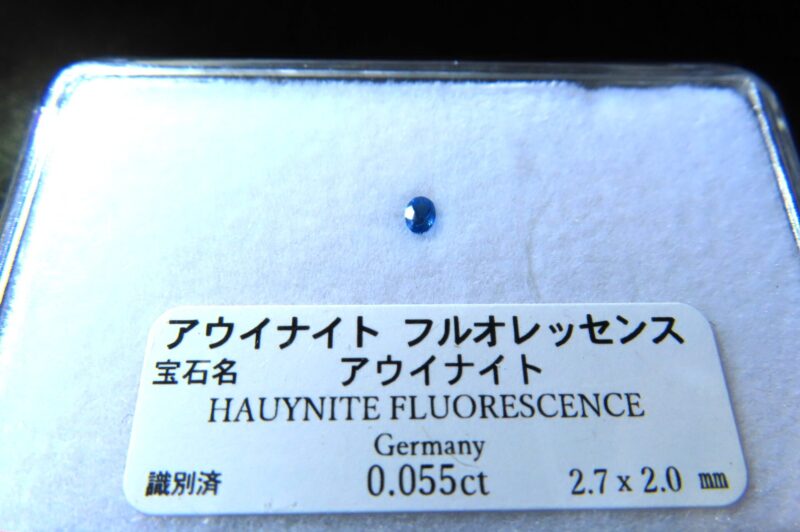 アウイナイト フルオレッセンス
宝石名 アウイナイト
HAUYNITE FLUORESCENCE
Germany
識別済 0.055ct 2.7 x 2.0 mm